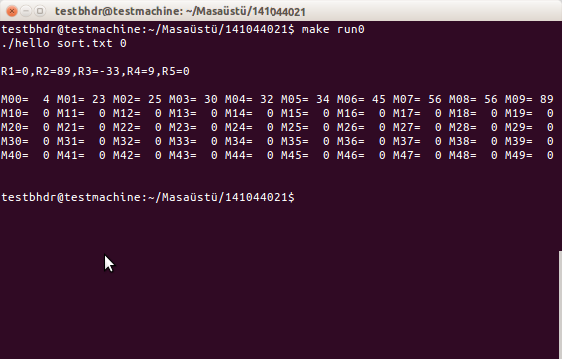 testbhdr@testmachine: ~/Masaüstü/141044021
testbhdr@testmachine:~/Masaüstü/141044021$ make run0
./hello sort.txt 0
R1=0,R2=89,R3=-33,R4=9,R5=0
M00=  4 M01= 23 M02= 25 M03= 30 M04= 32 M05= 34 M06= 45 M07= 56 M08= 56 M09= 89
M10=  0 M11=  0 M12=  0 M13=  0 M14=  0 M15=  0 M16=  0 M17=  0 M18=  0 M19=  0
M20=  0 M21=  0 M22=  0 M23=  0 M24=  0 M25=  0 M26=  0 M27=  0 M28=  0 M29=  0
M30=  0 M31=  0 M32=  0 M33=  0 M34=  0 M35=  0 M36=  0 M37=  0 M38=  0 M39=  0
M40=  0 M41=  0 M42=  0 M43=  0 M44=  0 M45=  0 M46=  0 M47=  0 M48=  0 M49=  0
testbhdr@testmachine:~/Masaüstü/141044021$